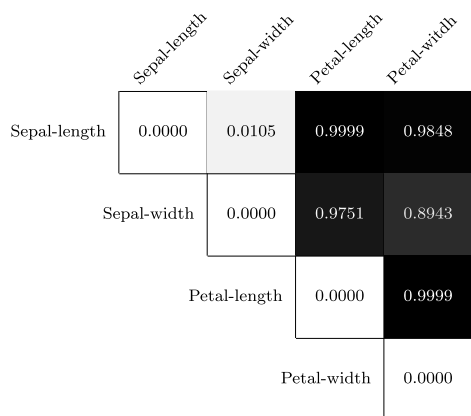 Sepal-length Sepal-width Petal-length Petal-witdh
Sepal-length 0.0000 0.0105 0.9999 0.9848
Sepal-width 0.0000 0.9751 0.8943
Petal-length 0.0000 0.9999
Petal-width 0.0000